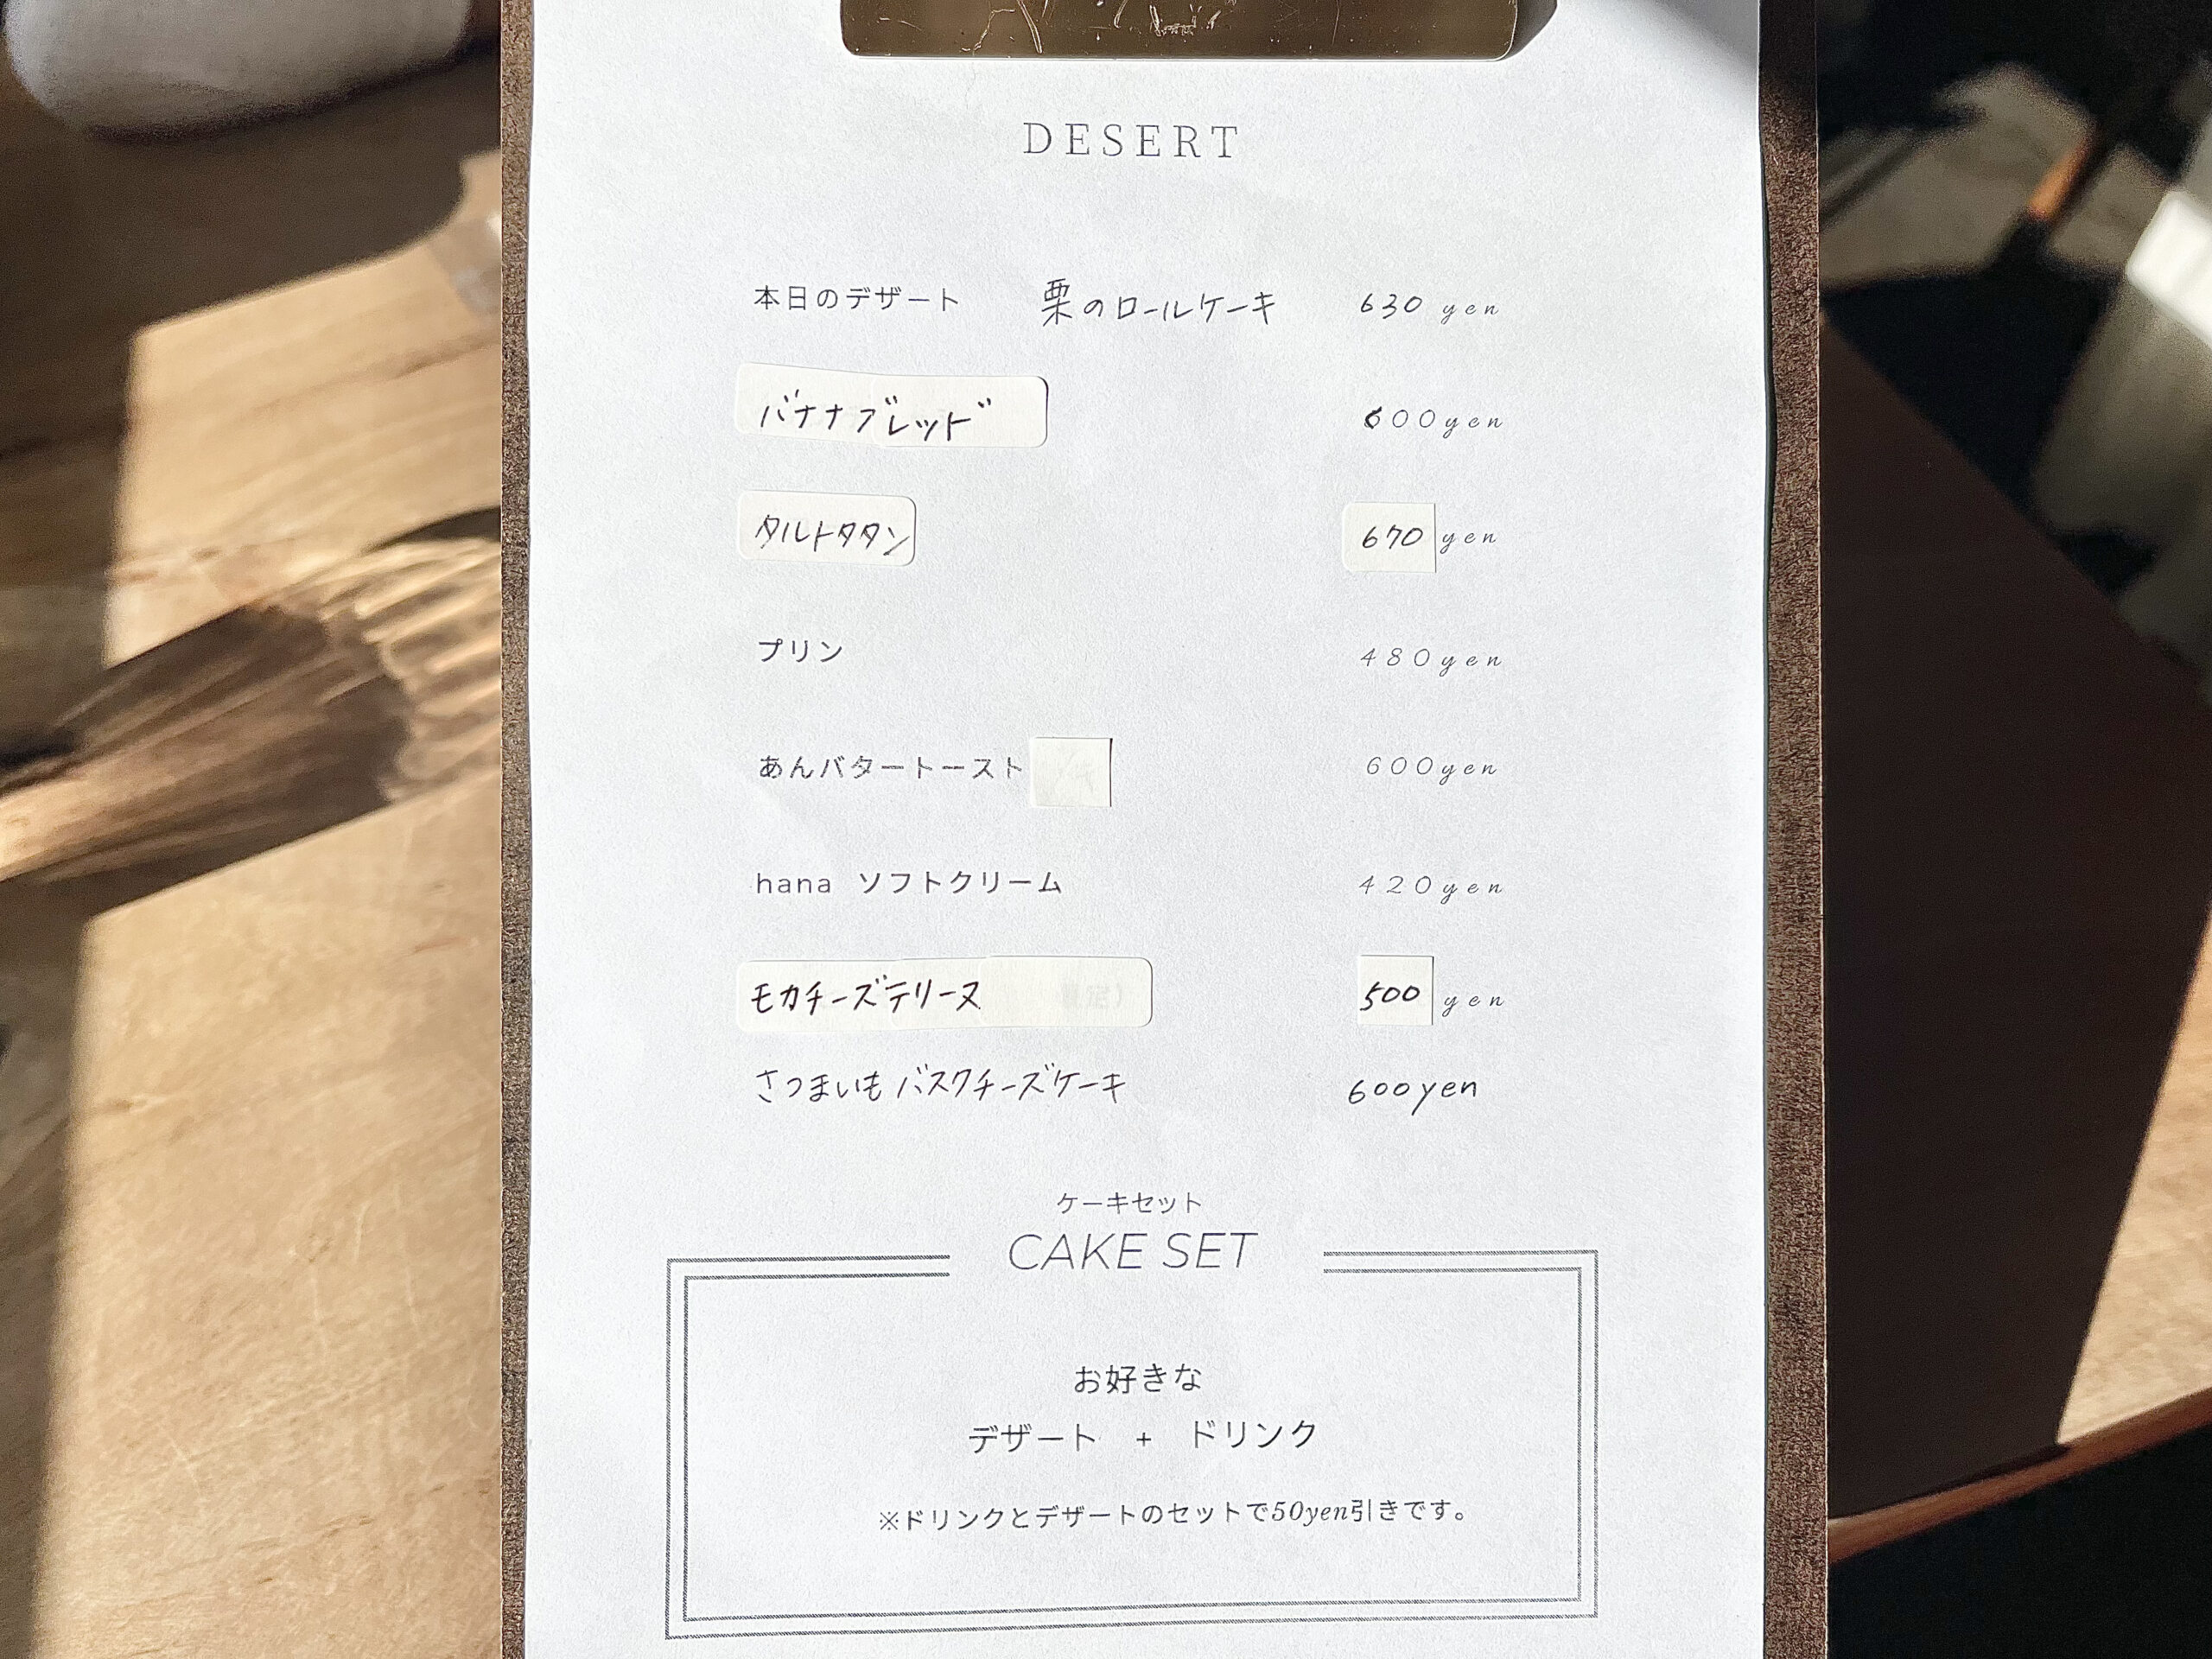 DESERT
本日のデザート 栗のロールケーキ 630 yen
バナナブレッド 600yen
タルトタタン 670 yen
プリン 480yen
あんバタートースト 600yen
hana ソフトクリーム 420yen
モカチーズテリーヌ 500 yen
さつまいもバスクチーズケーキ 600yen
ケーキセット
CAKE SET
お好きな
デザート + ドリンク
※ドリンクとデザートのセットで50yen引きです。